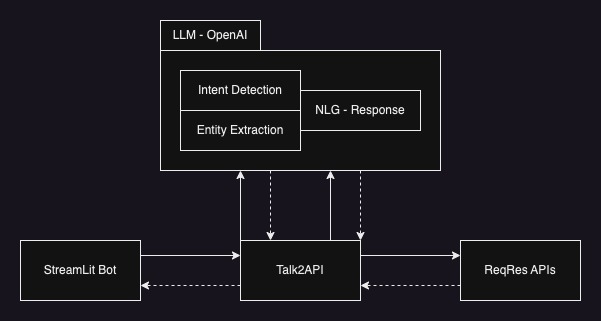 LLM - OpenAI
Intent Detection
NLG - Response
Entity Extraction
StreamLit Bot
Talk2API
ReqRes APIs